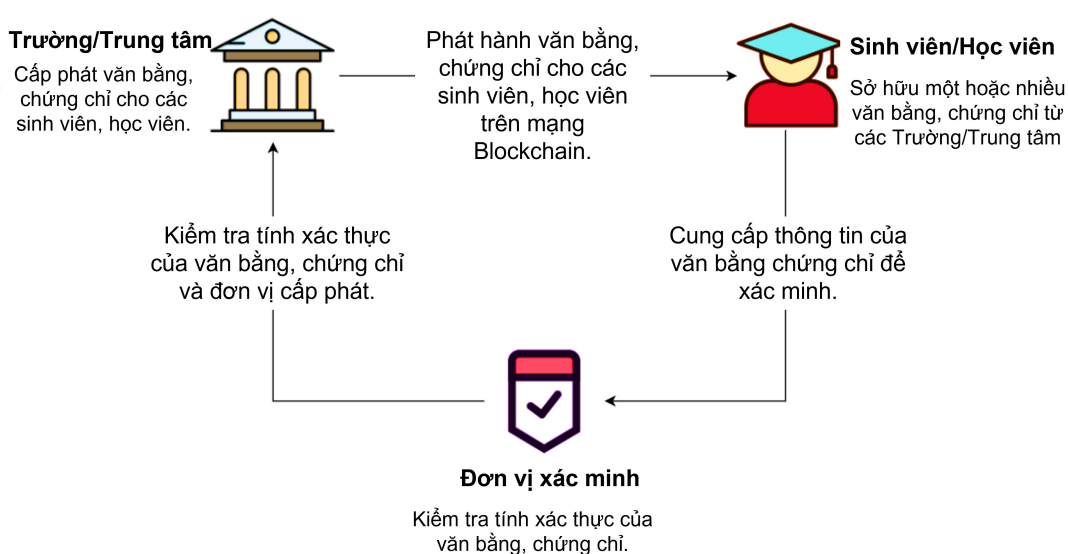 Trường/Trung tâm
Cấp phát văn bằng,
chứng chỉ cho các
sinh viên, học viên.
Phát hành văn bằng,
chứng chỉ cho các
sinh viên, học viên
trên mạng
Blockchain.
Sinh viên/Học viên
Sở hữu một hoặc nhiều
văn bằng, chứng chỉ từ
các Trường/Trung tâm
Kiểm tra tính xác thực
của văn bằng, chứng chỉ
và đơn vị cấp phát.
Cung cấp thông tin của
văn bằng chứng chỉ để
xác minh.
Đơn vị xác minh
Kiểm tra tính xác thực của
văn bằng, chứng chỉ.